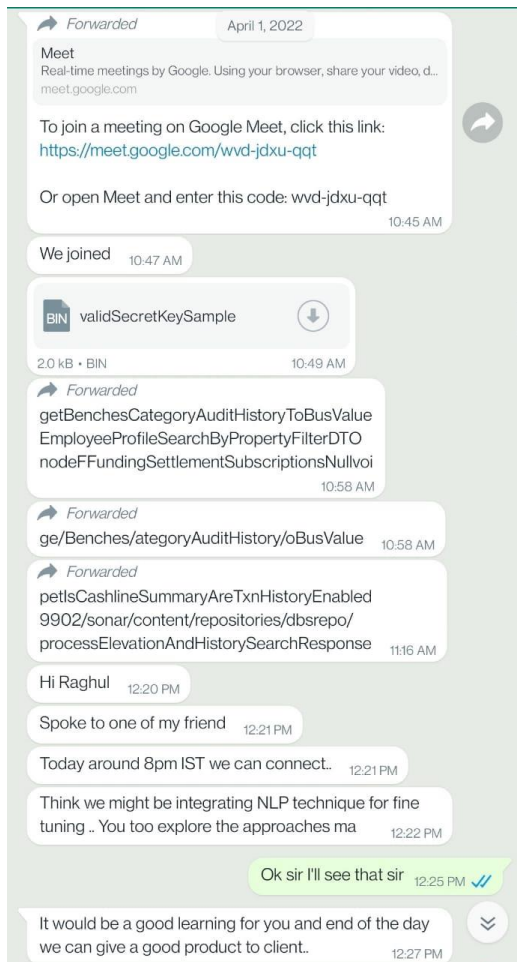 Forwarded
April 1, 2022
Meet
Real-time meetings by Google. Using your browser, share your video, d...
meet.google.com
To join a meeting on Google Meet, click this link:
https://meet.google.com/wvd-jdxu-qqt
Or open Meet and enter this code: wvd-jdxu-qqt
10:45 AM
We joined 10:47 AM
BIN validSecretKeySample
2.0 kB • BIN 10:49 AM
Forwarded
getBenchesCategoryAuditHistoryToBusValue
EmployeeProfileSearchByPropertyFilterDTO
nodeFFundingSettlementSubscriptionsNullvoi
10:58 AM
Forwarded
ge/Benches/ategoryAuditHistory/oBusValue 10:58 AM
Forwarded
petIsCashlineSummaryAreTxnHistoryEnabled
9902/sonar/content/repositories/dbsrepo/
processElevationAndHistorySearchResponse 11:16 AM
Hi Raghul 12:20 PM
Spoke to one of my friend 12:21 PM
Today around 8pm IST we can connect.. 12:21 PM
Think we might be integrating NLP technique for fine
tuning .. You too explore the approaches ma 12:22 PM
Ok sir I'll see that sir 12:25 PM
It would be a good learning for you and end of the day
we can give a good product to client.. 12:27 PM